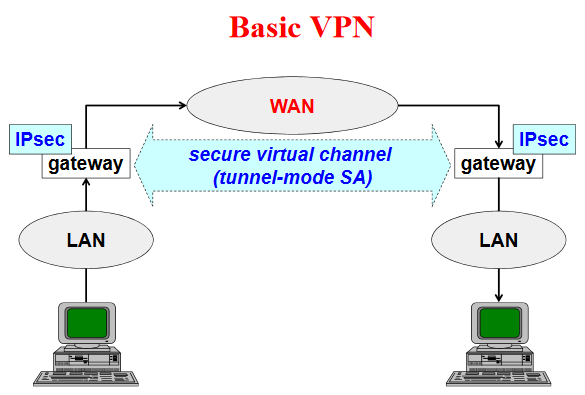 Basic VPN
WAN
IPsec
IPsec
gateway
secure virtual channel
(tunnel-mode SA)
gateway
LAN
LAN